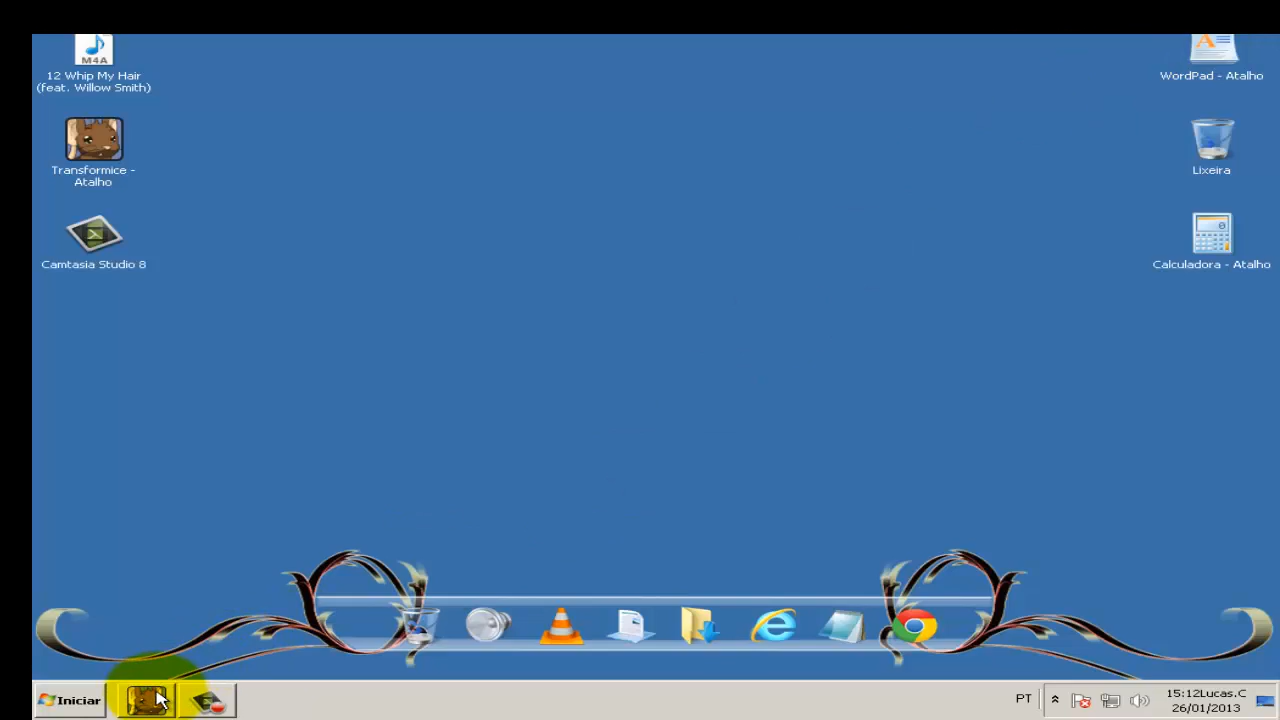 M4A
12 Whip My Hair
(feat. Willow Smith)
Transformice -
Atalho
Camtasia Studio 8
WordPad - Atalho
Lixeira
Calculadora - Atalho
Iniciar
PT
15:12Lucas.C
26/01/2013